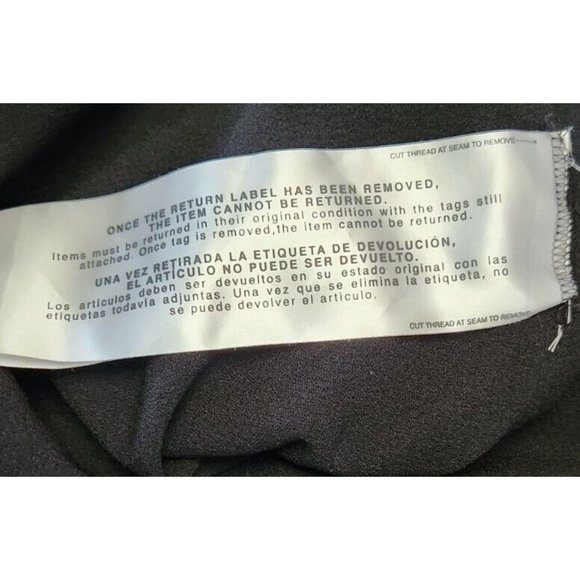 CUT THREAD AT SEAM TO REMOVE
ONCE THE RETURN LABEL HAS BEEN REMOVED,
THE ITEM CANNOT BE RETURNED.
Items must be returned in their original condition with the tags still
attached. Once tag is removed,the item cannot be returned.
UNA VEZ RETIRADA LA ETIQUETA DE DEVOLUCIÓN,
EL ARTÍCULO NO PUEDE SER DEVUELTO.
Los artículos deben ser devueltos en su estado original con las
etiquetas todavía adjuntas. Una vez que se elimina la etiqueta, no
se puede devolver el artículo.
CUT THREAD AT SEAM TO REMOVE